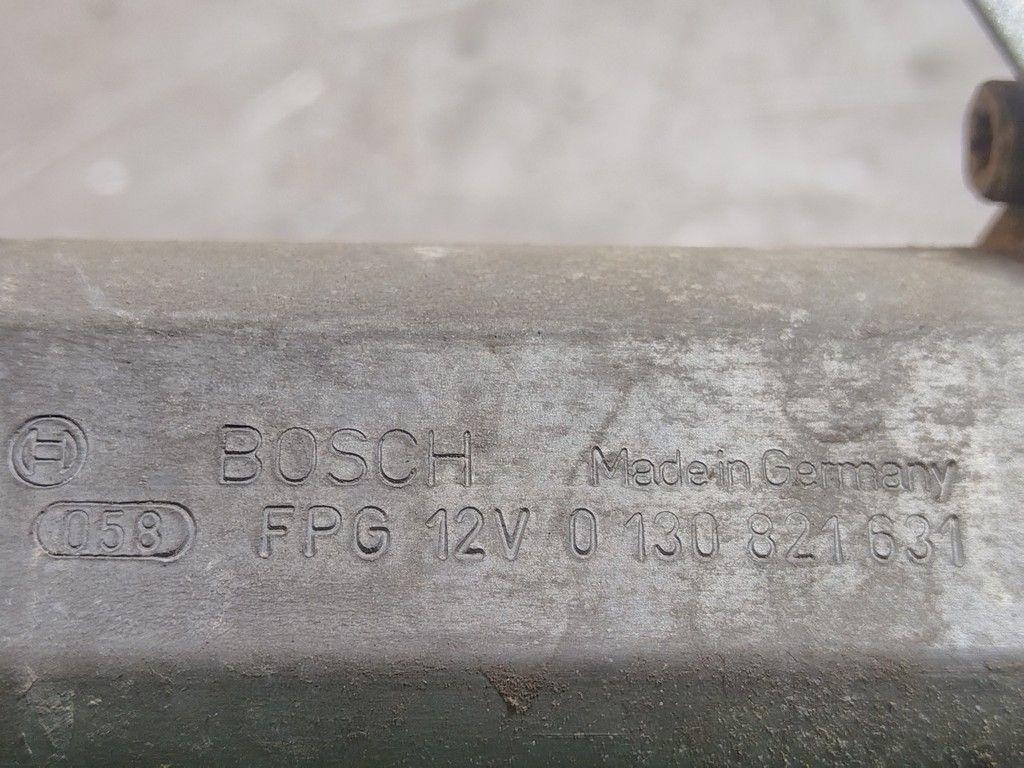 BOSCH Made in Germany
058 FPG 12V 0 130 821 631